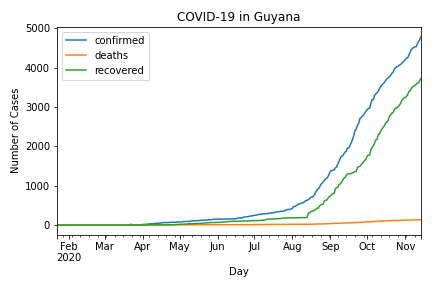 COVID-19 in Guyana
confirmed
deaths
recovered
Number of Cases
5000
4000
3000
2000
1000
0
Feb Mar Apr May Jun Jul Aug Sep Oct Nov
2020
Day